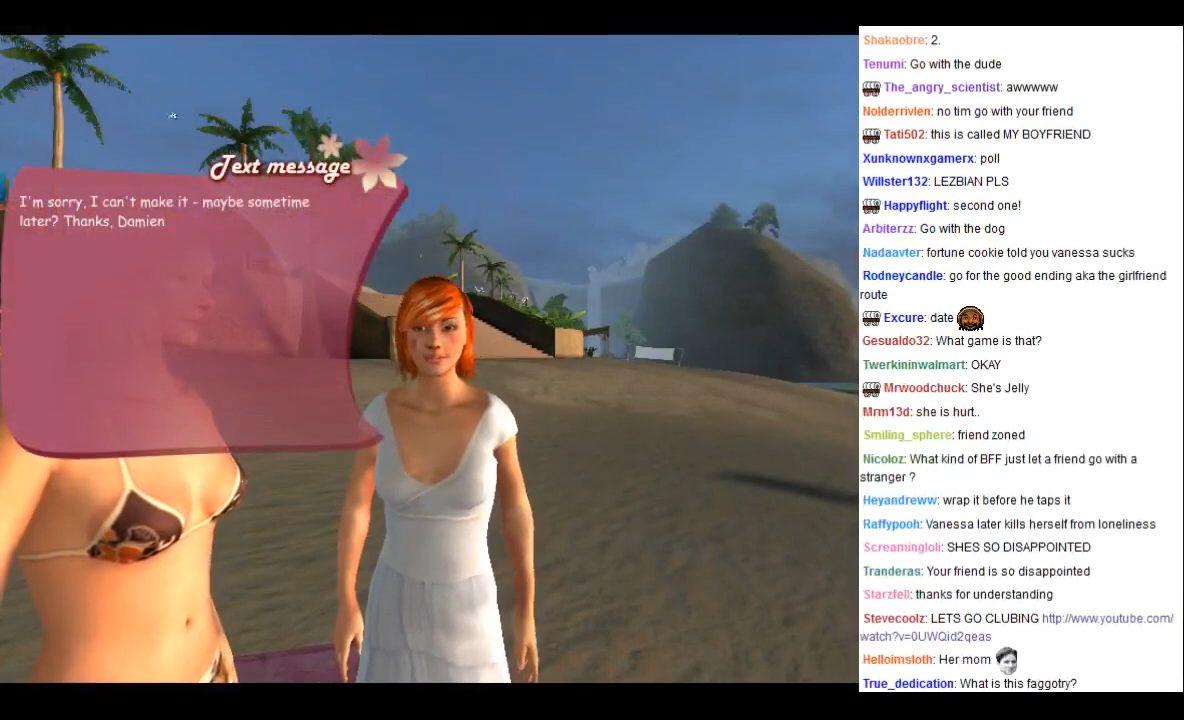 Text message
I'm sorry, I can't make it - maybe sometime
later? Thanks, Damien
Shakaobre: 2.
Tenumi: Go with the dude
The_angry_scientist: awwwww
Nolderrivlen: no tim go with your friend
Tati502: this is called MY BOYFRIEND
Xunknownxgamerx: poll
Willster132: LEZBIAN PLS
Happyflight: second one!
Arbiterzz: Go with the dog
Nadaavter: fortune cookie told you vanessa sucks
Rodneycandle: go for the good ending aka the girlfriend
route
Excure: date
Gesualdo32: What game is that?
Twerkininwalmart: OKAY
Mrwoodchuck: She's Jelly
Mrm13d: she is hurt..
Smiling_sphere: friend zoned
Nicoloz: What kind of BFF just let a friend go with a
stranger ?
Heyandreww: wrap it before he taps it
Raffypooh: Vanessa later kills herself from loneliness
Screamingloli: SHES SO DISAPPOINTED
Tranderas: Your friend is so disappointed
Starzfell: thanks for understanding
Stevecoolz: LETS GO CLUBING http://www.youtube.com/
watch?v=0UWQid2qeas
Helloimsloth: Her mom
True_dedication: What is this faggotry?